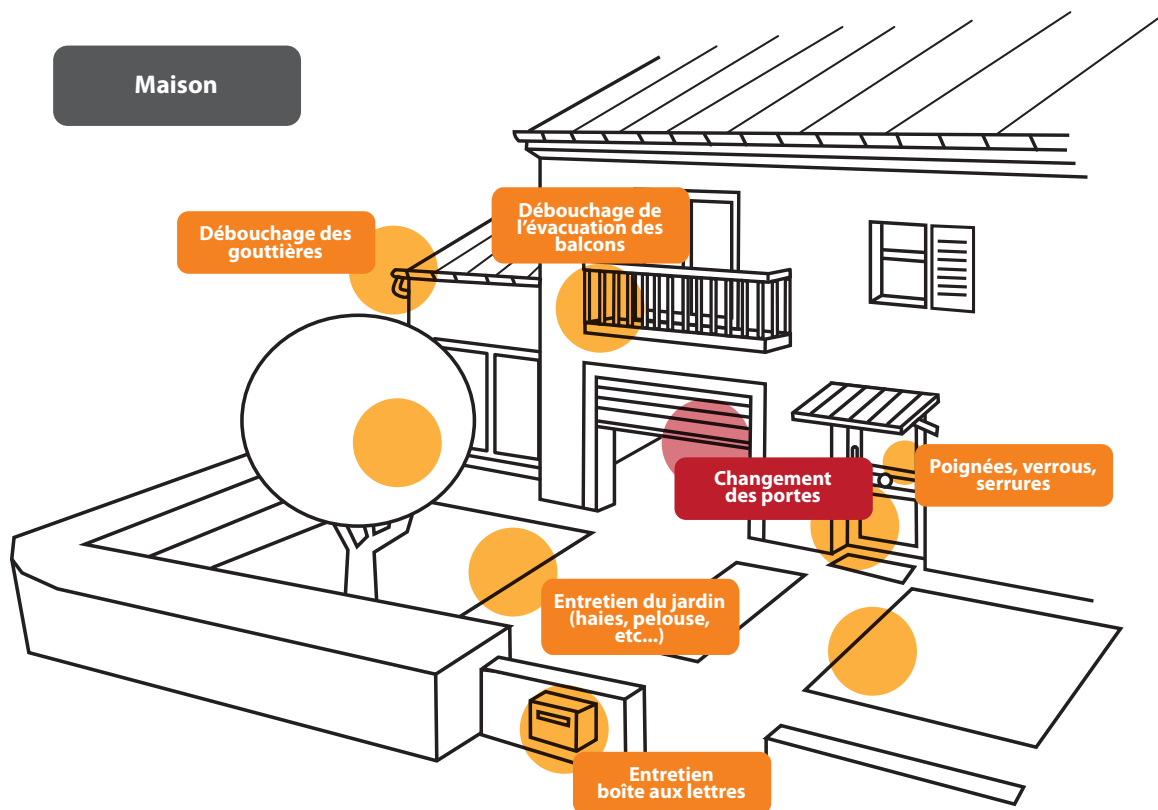 Maison
Débouchage des
gouttières
Débouchage de
l'évacuation des
balcons
Changement
des portes
Poignées, verrous,
serrures
Entretien du jardin
(haies, pelouse,
etc...)
Entretien
boîte aux lettres